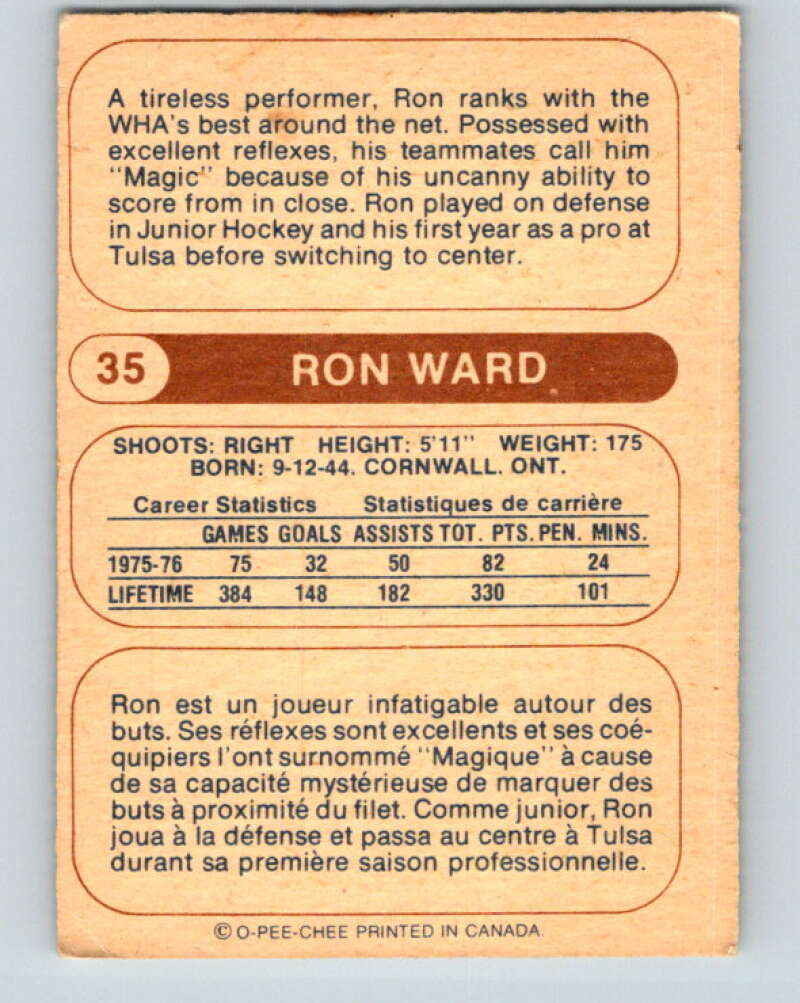 A tireless performer, Ron ranks with the
WHA's best around the net. Possessed with
excellent reflexes, his teammates call him
"Magic" because of his uncanny ability to
score from in close. Ron played on defense
in Junior Hockey and his first year as a pro at
Tulsa before switching to center.
35 RON WARD
SHOOTS: RIGHT HEIGHT: 5'11" WEIGHT: 175
BORN: 9-12-44. CORNWALL. ONT.
Career Statistics Statistiques de carrière
GAMES GOALS ASSISTS TOT. PTS. PEN. MINS.
1975-76 75 32 50 82 24
LIFETIME 384 148 182 330 101
Ron est un joueur infatigable autour des
buts. Ses réflexes sont excellents et ses coé-
quipiers l'ont surnommé "Magique" à cause
de sa capacité mystérieuse de marquer des
buts à proximité du filet. Comme junior, Ron
joua à la défense et passa au centre à Tulsa
durant sa première saison professionnelle.
© O-PEE-CHEE PRINTED IN CANADA.